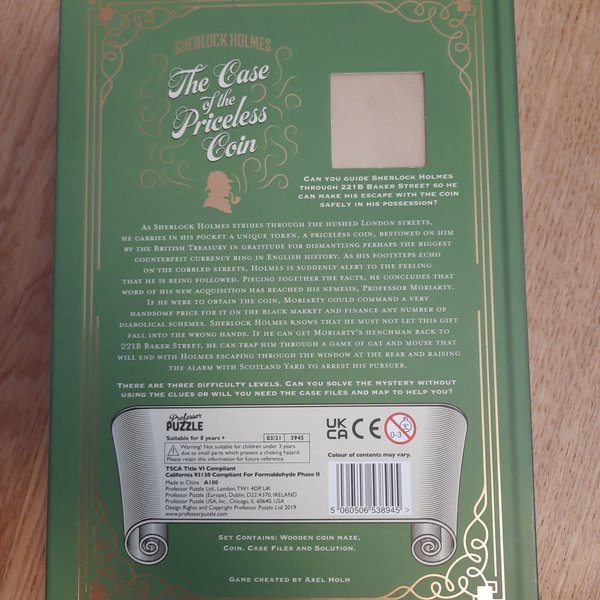 SHERLOCK HOLMES
The Case
of the
Priceless
Coin
CAN YOU GUIDE SHERLOCK HOLMES
THROUGH 221B BAKER STREET SO HE
CAN MAKE HIS ESCAPE WITH THE COIN
SAFELY IN HIS POSSESSION?
AS SHERLOCK HOLMES STRIDES THROUGH THE HUSHED LONDON STREETS,
HE CARRIES IN HIS POCKET A UNIQUE TOKEN, A PRICELESS COIN, BESTOWED ON HIM
BY THE BRITISH TREASURY IN GRATITUDE FOR DISMANTLING PERHAPS THE BIGGEST
COUNTERFEIT CURRENCY RING IN ENGLISH HISTORY. AS HIS FOOTSTEPS ECHO
ON THE COBBLED STREETS, HOLMES IS SUDDENLY ALERT TO THE FEELING
THAT HE IS BEING FOLLOWED. PIECING TOGETHER THE FACTS, HE CONCLUDES THAT
WORD OF HIS NEW ACQUISITION HAS REACHED HIS NEMESIS, PROFESSOR MORIARTY.
IF HE WERE TO OBTAIN THE COIN, MORIARTY COULD COMMAND A VERY
HANDSOME PRICE FOR IT ON THE BLACK MARKET AND FINANCE ANY NUMBER OF
DIABOLICAL SCHEMES. SHERLOCK HOLMES KNOWS THAT HE MUST NOT LET THIS GIFT
FALL INTO THE WRONG HANDS. IF HE CAN GET MORIARTY'S HENCHMAN BACK TO
221B BAKER STREET, HE CAN TRAP HIM THROUGH A GAME OF CAT AND MOUSE THAT
WILL END WITH HOLMES ESCAPING THROUGH THE WINDOW AT THE REAR AND RAISING
THE ALARM WITH SCOTLAND YARD TO ARREST HIS PURSUER.
THERE ARE THREE DIFFICULTY LEVELS. CAN YOU SOLVE THE MYSTERY WITHOUT
USING THE CLUES OR WILL YOU NEED THE CASE FILES AND MAP TO HELP YOU?
Professor
PUZZLE
Suitable for 8 years + 03/21 3945
Warning! Not suitable for children under 3 years
due to small parts which present a choking hazard.
Please retain this information for future reference.
TSCA Title VI Compliant
California 93120 Compliant For Formaldehyde Phase II
Made in China A100
Professor Puzzle Ltd., London, TW1 4DP, UK
Professor Puzzle (Europe), Dublin, D22 A370, IRELAND
Professor Puzzle USA, Inc., Chicago, IL 60640, USA
Design Rights and Copyright Professor Puzzle Ltd 2019
www.professorpuzzle.com
UK
CA CE 0-3
Colour of contents may vary.
5 060506 538945 >
SET CONTAINS: WOODEN COIN MAZE,
COIN, CASE FILES AND SOLUTION.
GAME CREATED BY AXEL HOLM